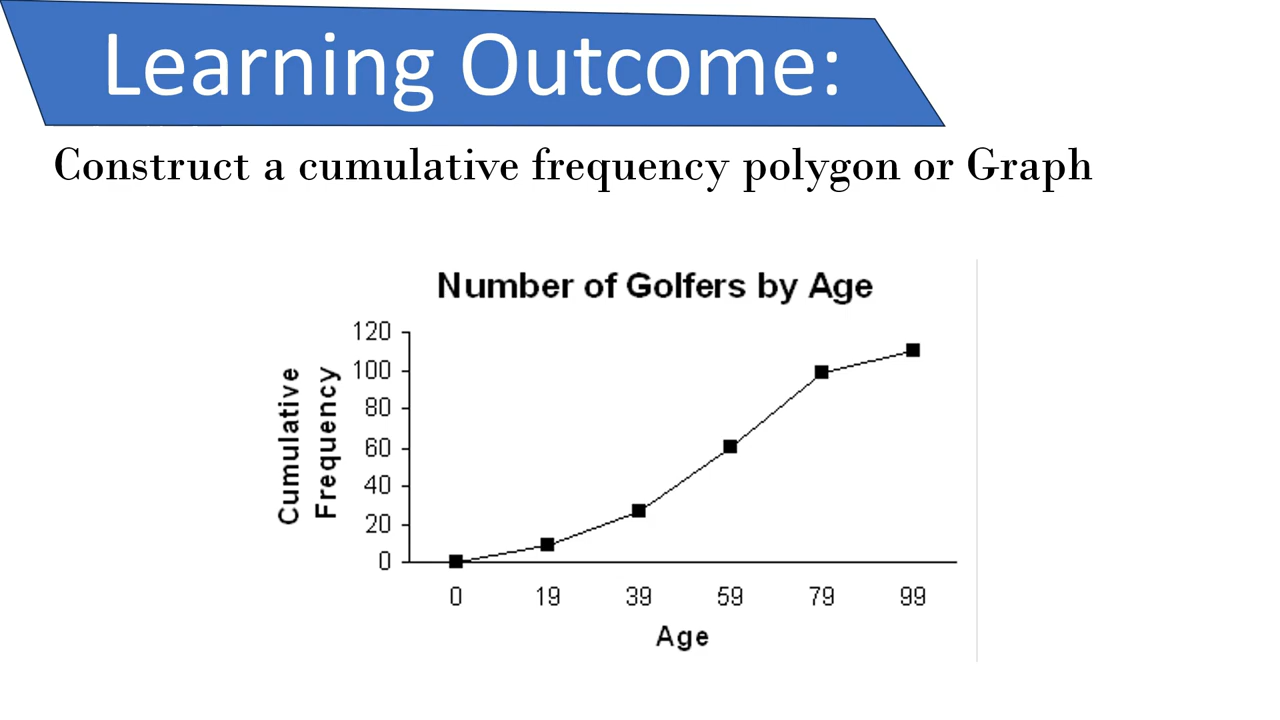 Learning Outcome:
Construct a cumulative frequency polygon or Graph
Number of Golfers by Age
Cumulative
Frequency
120
100
80
60
40
20
0
0 19 39 59 79 99
Age